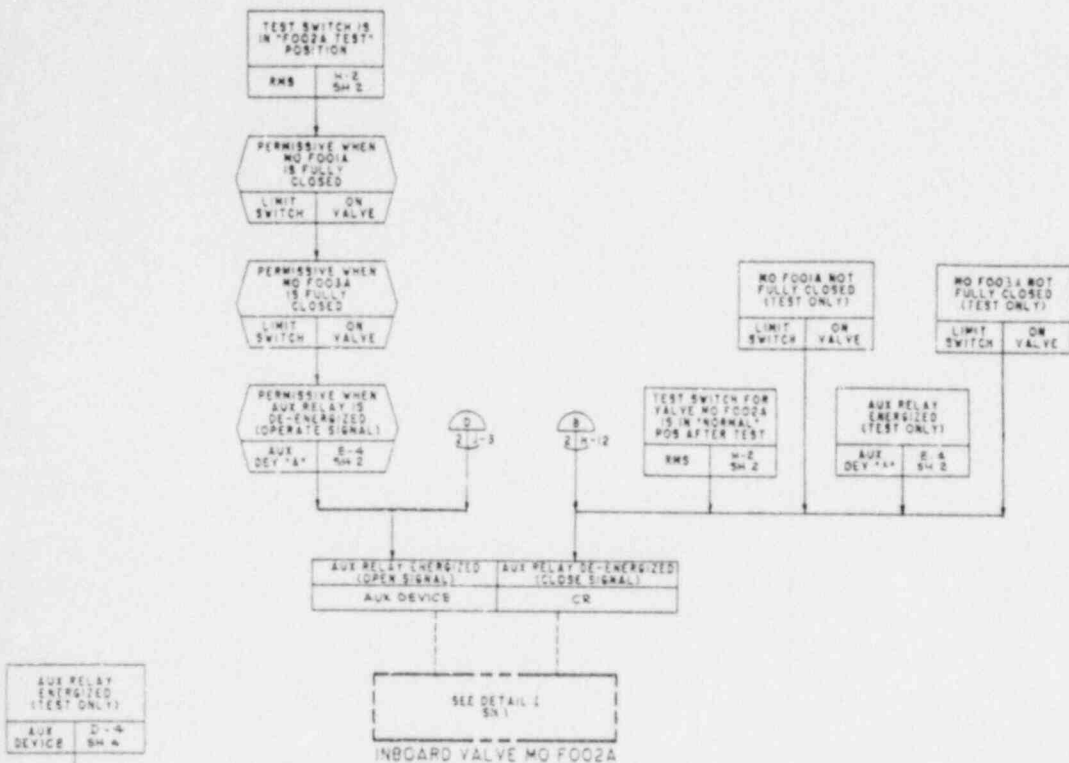 TEST SWITCH IS
IN "F002A TEST"
POSITION
RMS
H-2
SH 2
PERMISSIVE WHEN
MO F001A
IS FULLY
CLOSED
LIMIT
SWITCH
ON
VALVE
PERMISSIVE WHEN
MO F003A
IS FULLY
CLOSED
LIMIT
SWITCH
ON
VALVE
MO F001A NOT
FULLY CLOSED
(TEST ONLY)
LIMIT
SWITCH
ON
VALVE
MO F003A NOT
FULLY CLOSED
(TEST ONLY)
LIMIT
SWITCH
ON
VALVE
PERMISSIVE WHEN
AUX RELAY IS
DE-ENERGIZED
(OPERATE SIGNAL)
AUX
DEV "A"
E-4
SH 2
D
2 J-3
B
2 H-12
TEST SWITCH FOR
VALVE MO F002A
IS IN "NORMAL"
POS AFTER TEST
RMS
H-2
SH 2
AUX RELAY
ENERGIZED
(TEST ONLY)
AUX
DEV "A"
E-4
SH 2
AUX RELAY ENERGIZED
(OPEN SIGNAL)
AUX RELAY DE-ENERGIZED
(CLOSE SIGNAL)
AUX DEVICE
CR
SEE DETAIL
SH 1
INBOARD VALVE MO F002A
AUX RELAY
ENERGIZED
(TEST ONLY)
AUX
DEVICE
D-4
SH 4